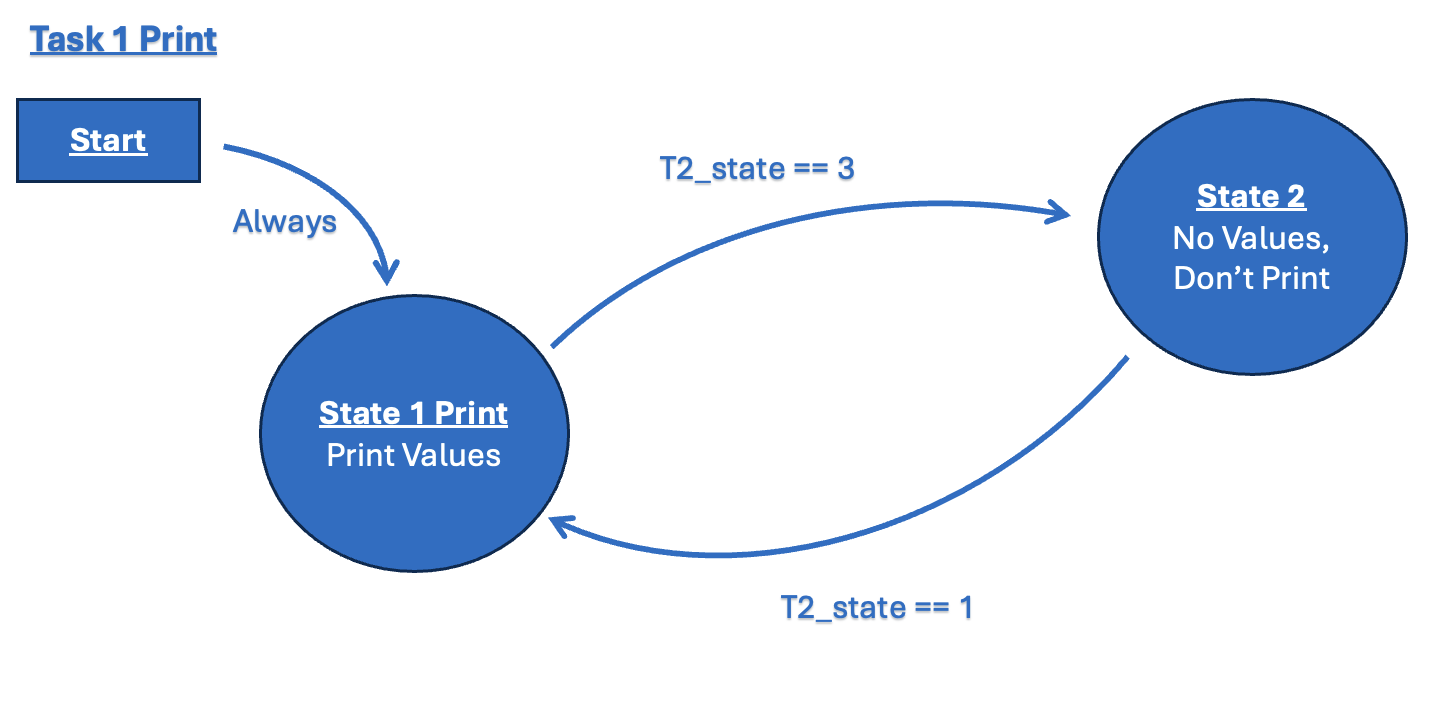 Task 1 Print
Start
Always
T2_state == 3
State 2
No Values,
Don’t Print
State 1 Print
Print Values
T2_state == 1